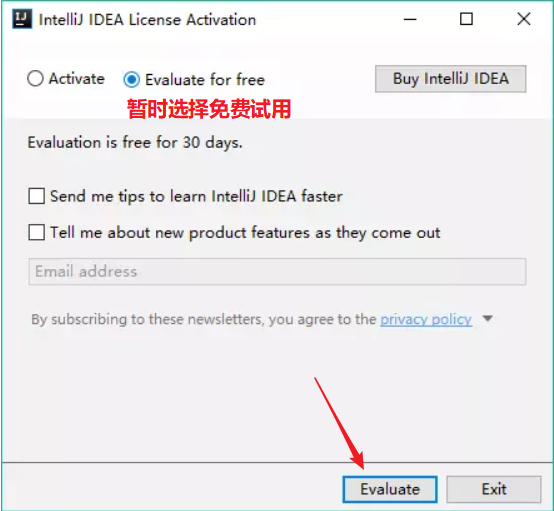 IntelliJ IDEA License Activation
Activate Evaluate for free Buy IntelliJ IDEA
暂时选择免费试用
Evaluation is free for 30 days.
Send me tips to learn IntelliJ IDEA faster
Tell me about new product features as they come out
Email address
By subscribing to these newsletters, you agree to the privacy policy
Evaluate Exit